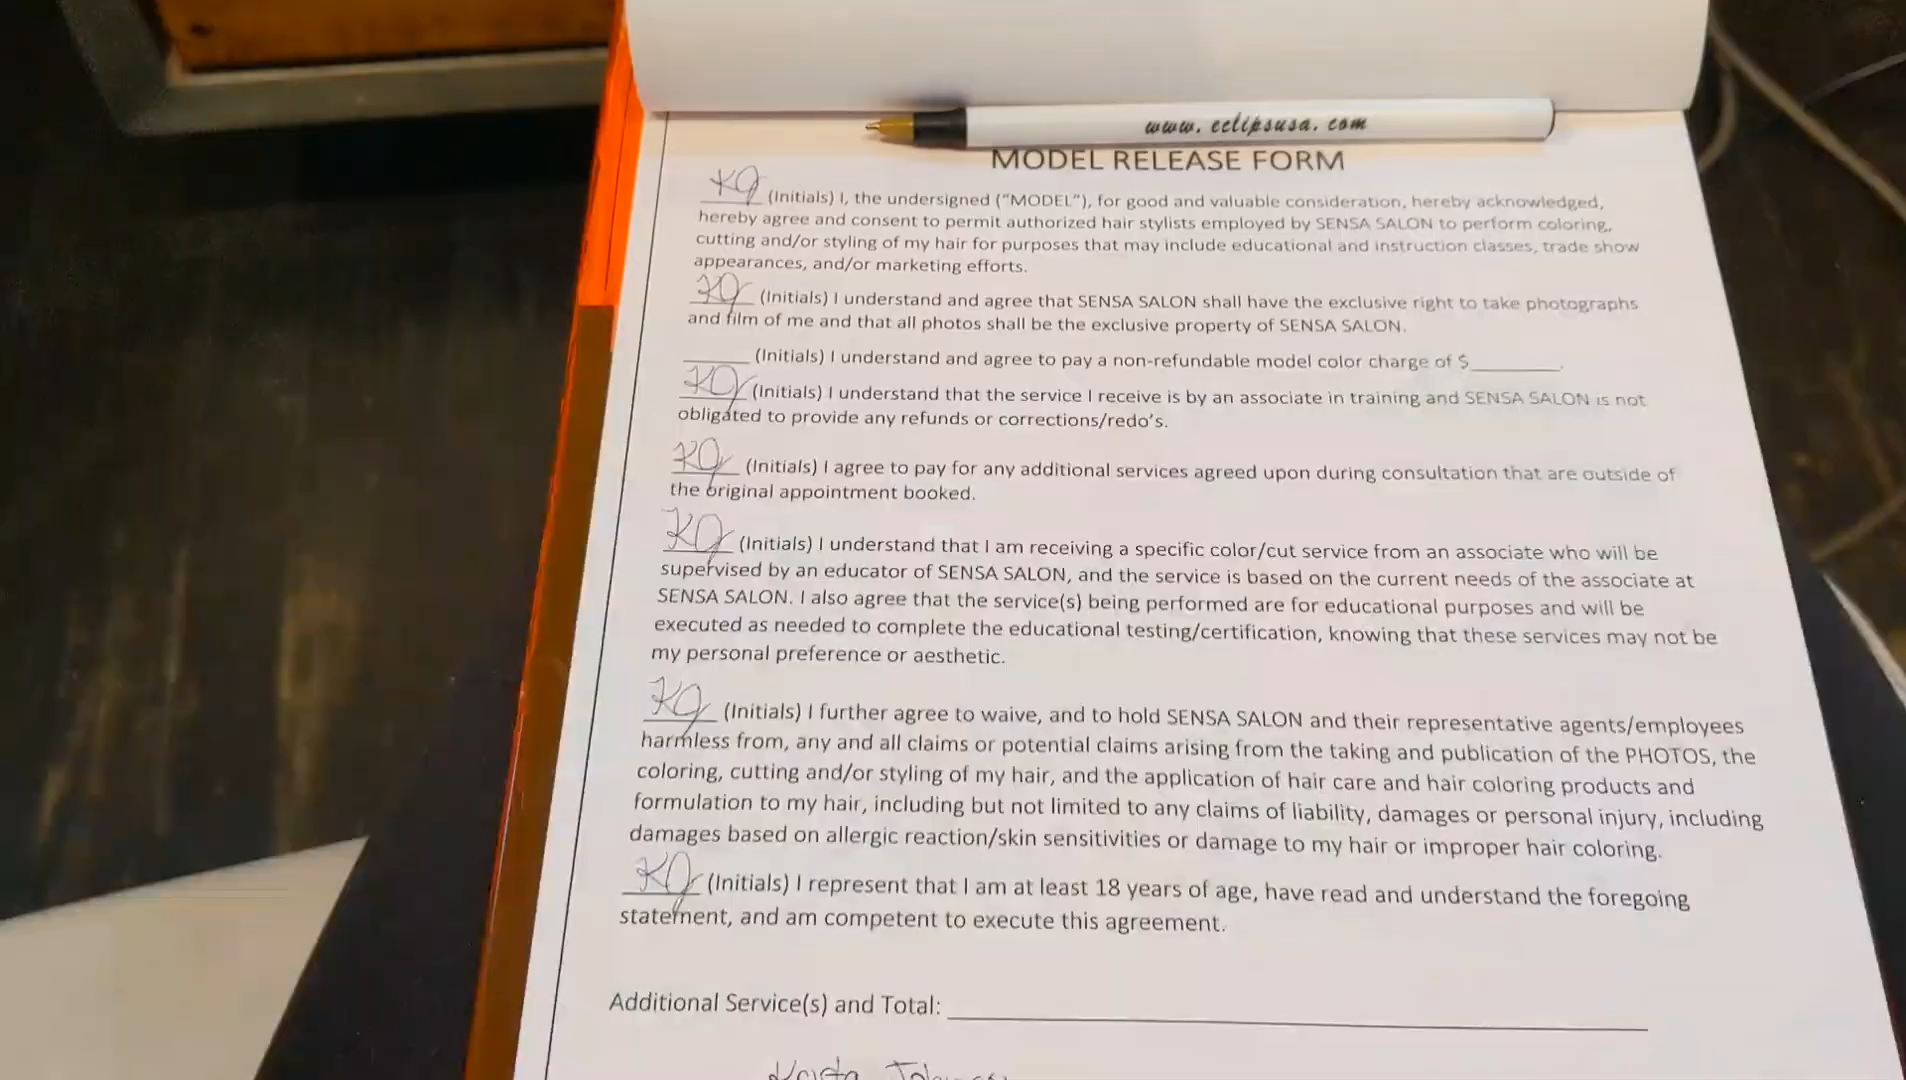 www.eclipsusa.com
MODEL RELEASE FORM
KJ (Initials) I, the undersigned ("MODEL"), for good and valuable consideration, hereby acknowledged,
hereby agree and consent to permit authorized hair stylists employed by SENSA SALON to perform coloring,
cutting and/or styling of my hair for purposes that may include educational and instruction classes, trade show
appearances, and/or marketing efforts.
KJ (Initials) I understand and agree that SENSA SALON shall have the exclusive right to take photographs
and film of me and that all photos shall be the exclusive property of SENSA SALON.
______ (Initials) I understand and agree to pay a non-refundable model color charge of $________.
KJ (Initials) I understand that the service I receive is by an associate in training and SENSA SALON is not
obligated to provide any refunds or corrections/redo's.
KJ (Initials) I agree to pay for any additional services agreed upon during consultation that are outside of
the original appointment booked.
KJ (Initials) I understand that I am receiving a specific color/cut service from an associate who will be
supervised by an educator of SENSA SALON, and the service is based on the current needs of the associate at
SENSA SALON. I also agree that the service(s) being performed are for educational purposes and will be
executed as needed to complete the educational testing/certification, knowing that these services may not be
my personal preference or aesthetic.
KJ (Initials) I further agree to waive, and to hold SENSA SALON and their representative agents/employees
harmless from, any and all claims or potential claims arising from the taking and publication of the PHOTOS, the
coloring, cutting and/or styling of my hair, and the application of hair care and hair coloring products and
formulation to my hair, including but not limited to any claims of liability, damages or personal injury, including
damages based on allergic reaction/skin sensitivities or damage to my hair or improper hair coloring.
KJ (Initials) I represent that I am at least 18 years of age, have read and understand the foregoing
statement, and am competent to execute this agreement.
Additional Service(s) and Total: ____________________